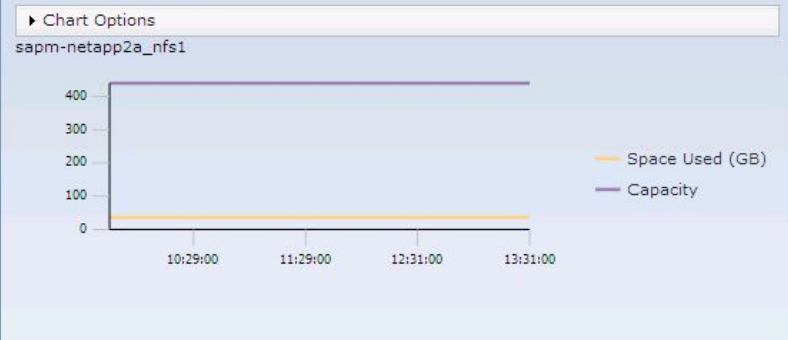 Chart Options
sapm-netapp2a_nfs1
400
300
200
100
0
10:29:00 11:29:00 12:31:00 13:31:00
Space Used (GB)
Capacity